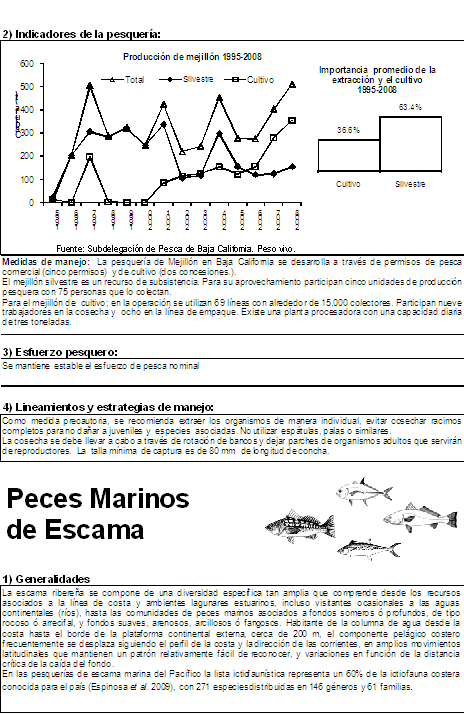 2) Indicadores de la pesquería:
Producción de mejillón 1995-2008
Total
Silvestre
Cultivo
600
500
400
300
200
100
0
Importancia promedio de la
extracción y el cultivo
1995-2008
63.4%
36.6%
Cultivo
Silvestre
Fuente: Subdelegación de Pesca de Baja California. Peso vivo.
Medidas de manejo: La pesquería de Mejillón en Baja California se desarolla a través de permisos de pesca
comercial (cinco permisos) y de cultivo (dos concesiones.).
El mejillón silvestre es un recurso de subsistencia. Para su aprovechamiento participan cinco unidades de producción
pesquera con 75 personas que lo colectan.
Para el mejillón de cultivo; en la operación se utilizan 69 líneas con alrededor de 15,000 colectores. Participan nueve
trabajadores en la cosecha y ocho en la línea de empaque. Existe una planta procesadora con una capacidad diaria
de tres toneladas.
3) Esfuerzo pesquero:
Se mantiene estable el esfuerzo de pesca nominal
4) Lineamientos y estrategias de manejo:
Como medida precautoria, se recomienda extraer los organismos de manera individual, evitar cosechar racimos
completos para no dañar a juveniles y especies asociadas. No utilizar espátulas, palas o similares.
La cosecha se debe llevar a cabo a través de rotación de bancos y dejar parches de organismos adultos que servirán
de reproductores. La talla mínima de captura es de 80 mm de longitud de concha.
Peces Marinos
de Escama
1) Generalidades
La escama ribereña se compone de una diversidad específica tan amplia que comprende desde los recursos
asociados a la línea de costa y ambientes lagunares estuarinos, incluso visitantes ocasionales a las aguas
continentales (ríos), hasta las comunidades de peces marinos asociados a fondos someros ó profundos, de tipo
rocoso ó arrecifal, y fondos suaves, arenosos, arcillosos ó fangosos. Habitante de la columna de agua desde la
costa hasta el borde de la plataforma continental externa, cerca de 200 m, el componente pelágico costero
frecuentemente se desplaza siguiendo el perfil de la costa y la dirección de las corrientes, en amplios movimientos
latitudinales que mantienen un patrón relativamente fácil de reconocer, y variaciones en función de la distancia
crítica de la caída del fondo.
En las pesquerías de escama marina del Pacífico la lista ictiofaunística representa un 60% de la ictiofauna costera
conocida para el país (Espinosa et al. 2009), con 271 especies distribuidas en 146 géneros y 61 familias.